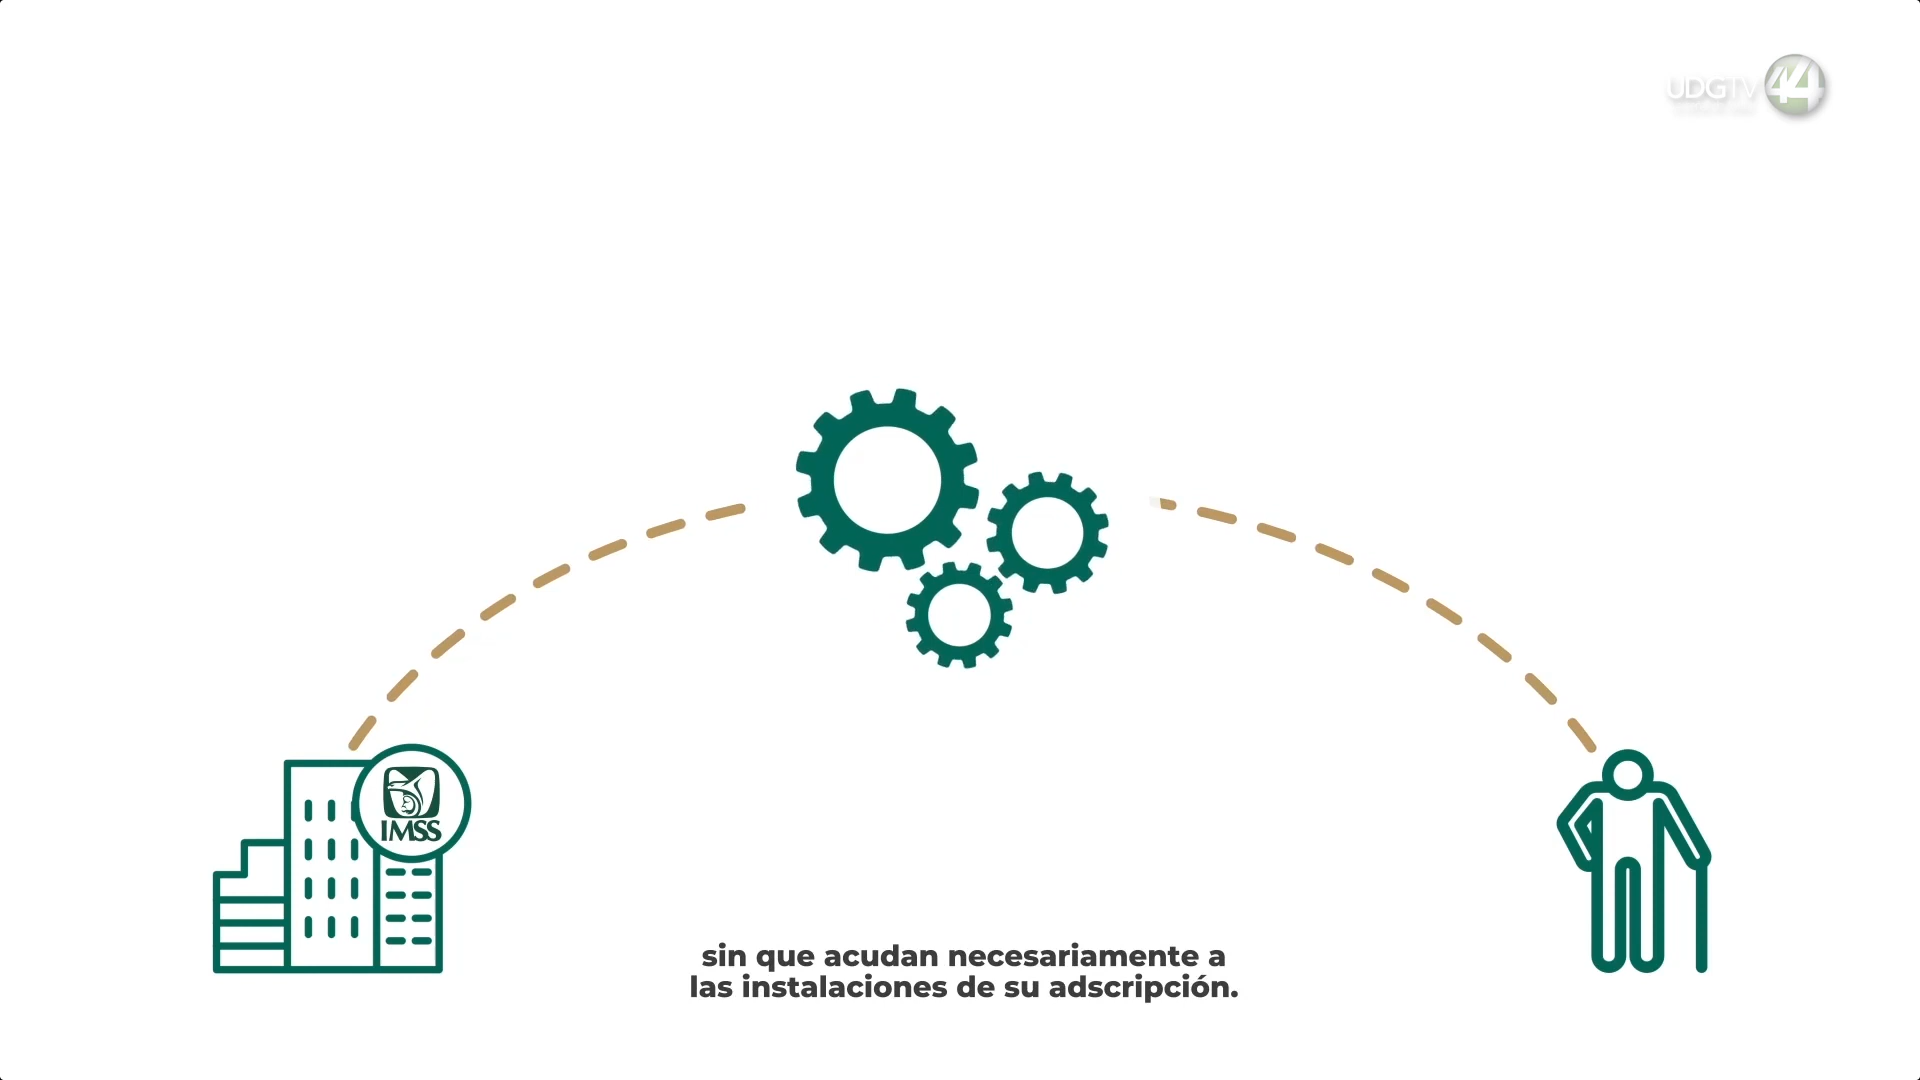 UDGTV 44
IMSS
sin que acudan necesariamente a
las instalaciones de su adscripción.